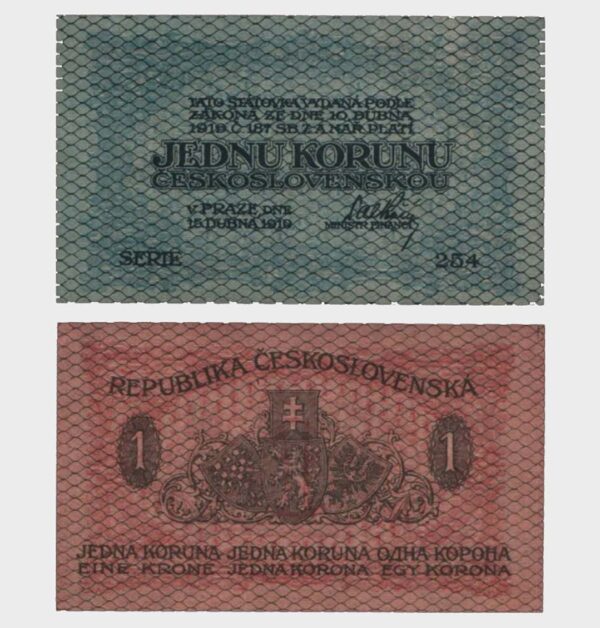 TATO STÁTOVKA VYDANÁ PODLE
ZÁKONA ZE DNE 10. DUBNA
1919 Č. 187 SB. Z. A NAŘ. PLATÍ
JEDNU KORUNU
ČESKOSLOVENSKOU
V PRAZE, DNE
15. DUBNA 1919
MINISTR FINANCÍ
SERIE 254
REPUBLIKA ČESKOSLOVENSKÁ
1 1
JEDNA KORUNA JEDNA KORUNA ОДНА КОРОНА
EINE KRONE JEDNA KORONA EGY KORONA